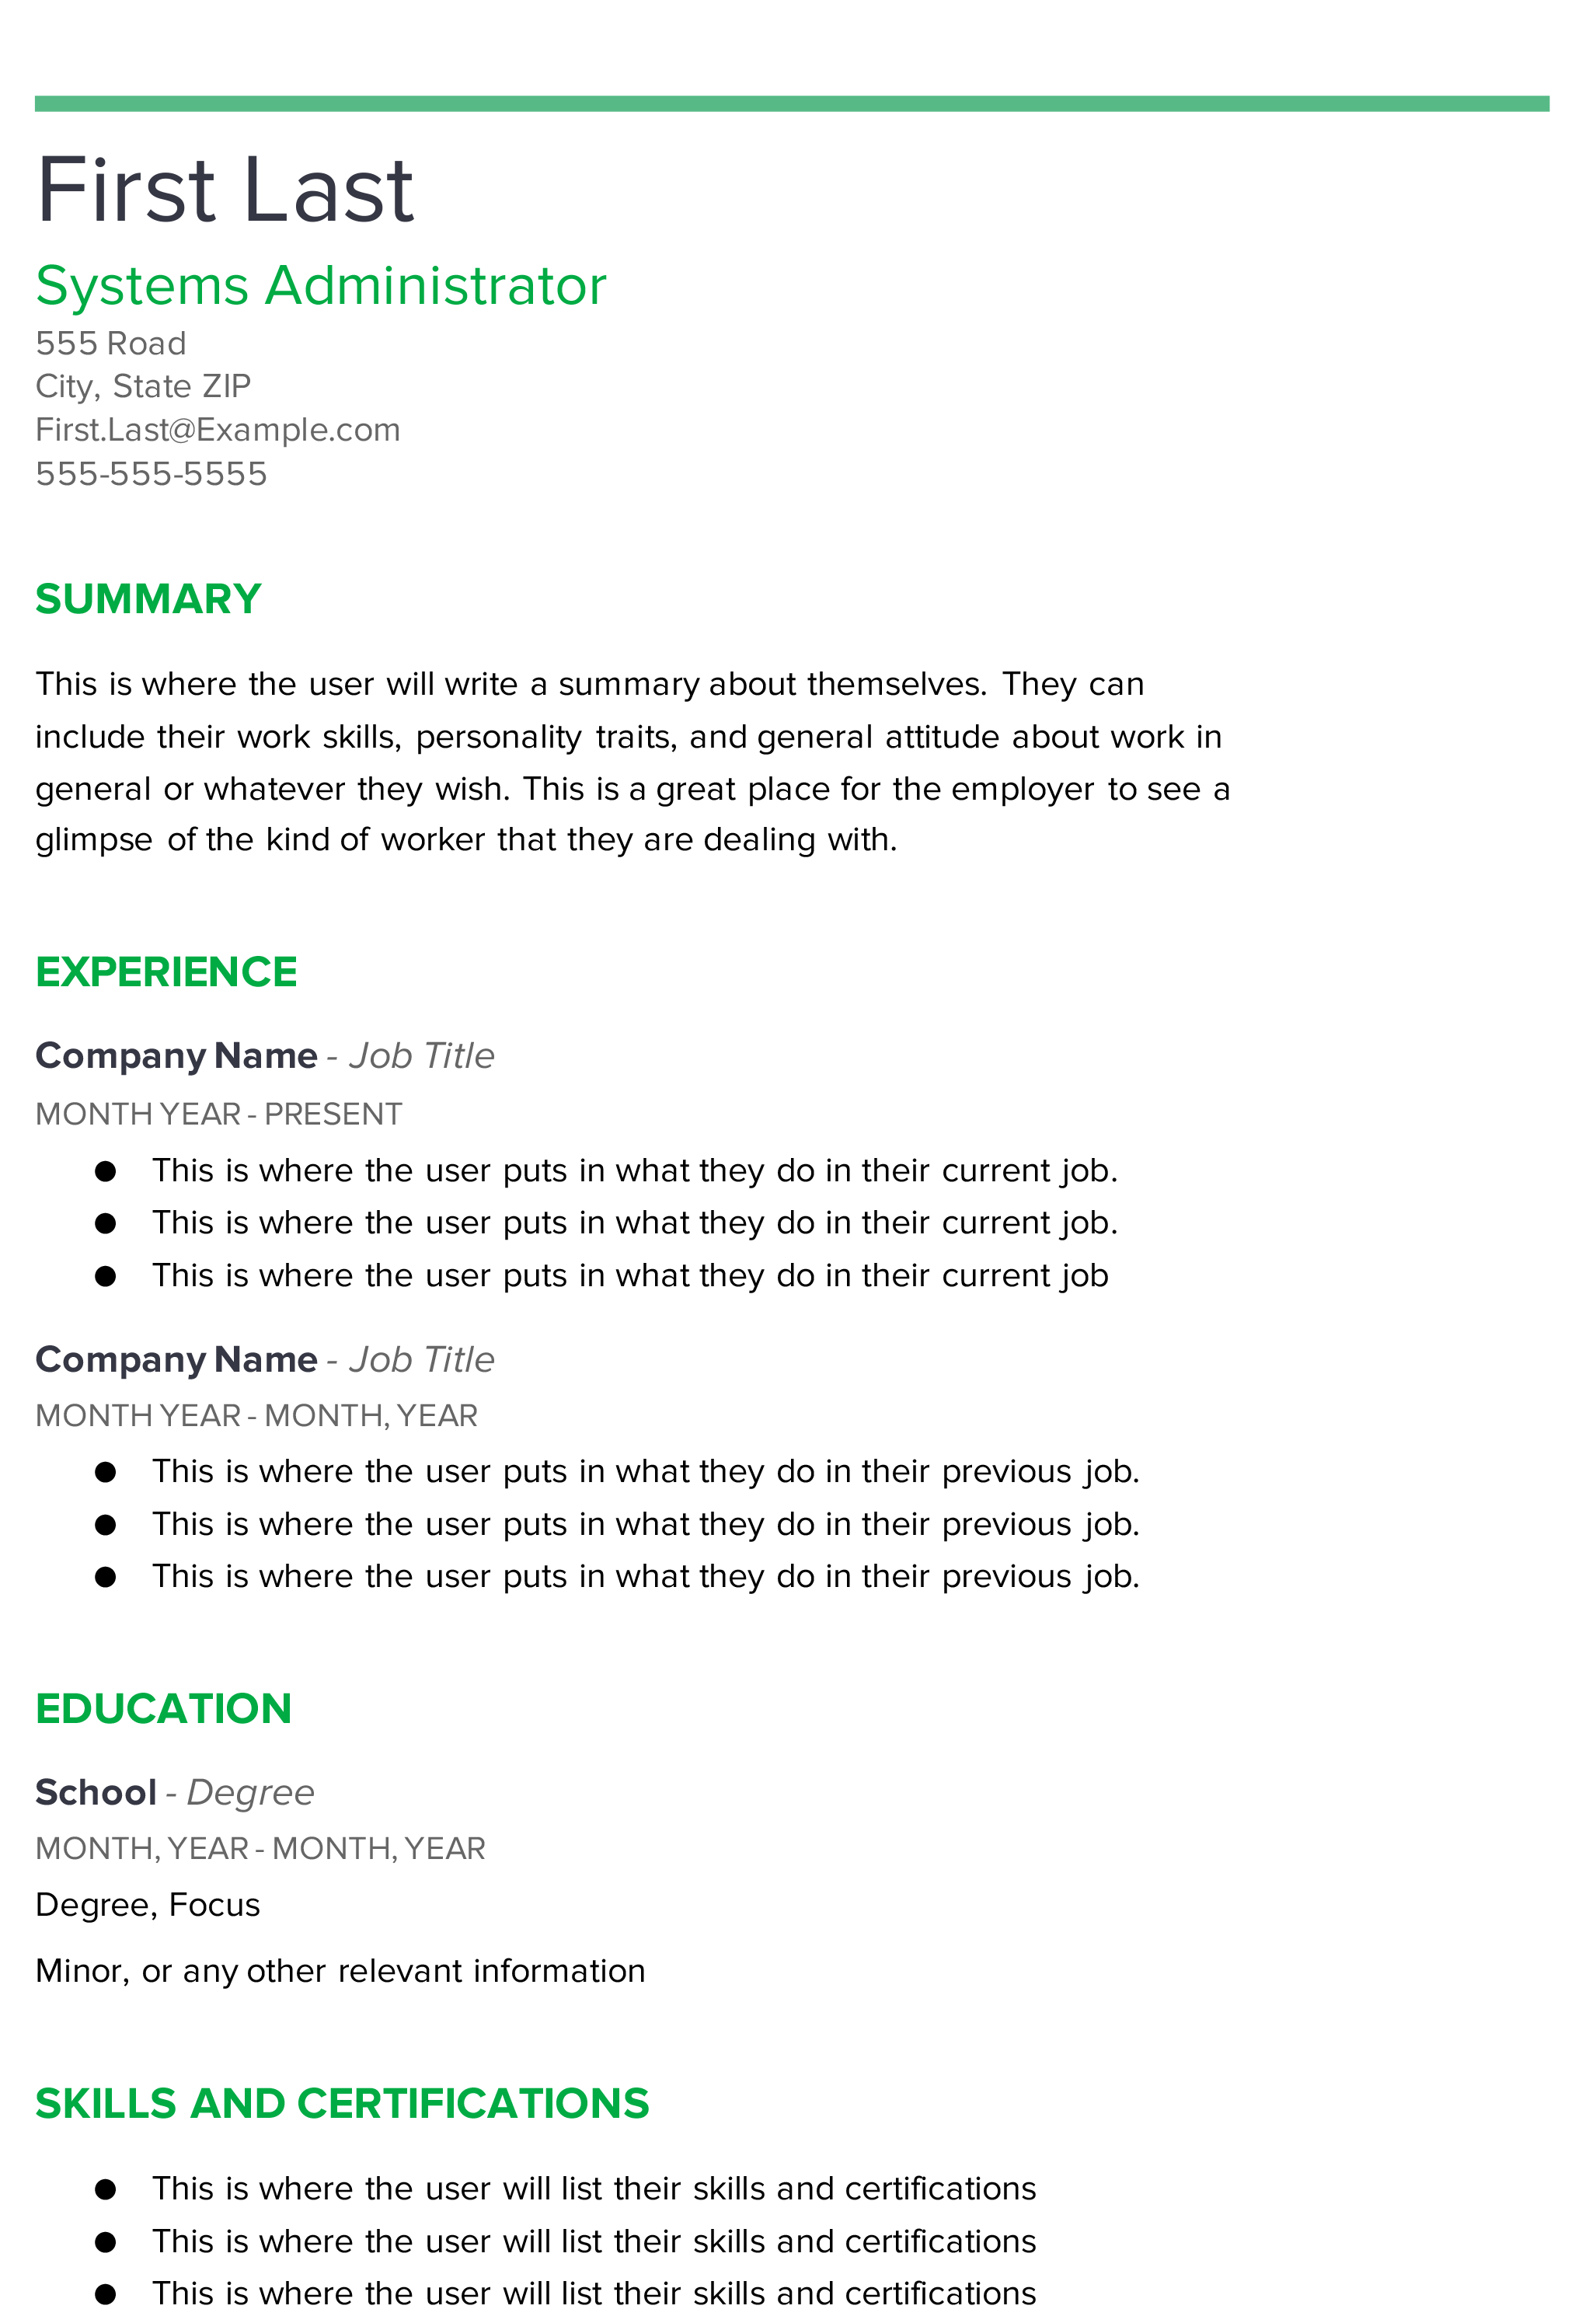 First Last
Systems Administrator
555 Road
City, State ZIP
First.Last@Example.com
555-555-5555
SUMMARY
This is where the user will write a summary about themselves. They can
include their work skills, personality traits, and general attitude about work in
general or whatever they wish. This is a great place for the employer to see a
glimpse of the kind of worker that they are dealing with.
EXPERIENCE
Company Name - Job Title
MONTH YEAR - PRESENT
● This is where the user puts in what they do in their current job.
● This is where the user puts in what they do in their current job.
● This is where the user puts in what they do in their current job
Company Name - Job Title
MONTH YEAR - MONTH, YEAR
● This is where the user puts in what they do in their previous job.
● This is where the user puts in what they do in their previous job.
● This is where the user puts in what they do in their previous job.
EDUCATION
School - Degree
MONTH, YEAR - MONTH, YEAR
Degree, Focus
Minor, or any other relevant information
SKILLS AND CERTIFICATIONS
● This is where the user will list their skills and certifications
● This is where the user will list their skills and certifications
● This is where the user will list their skills and certifications